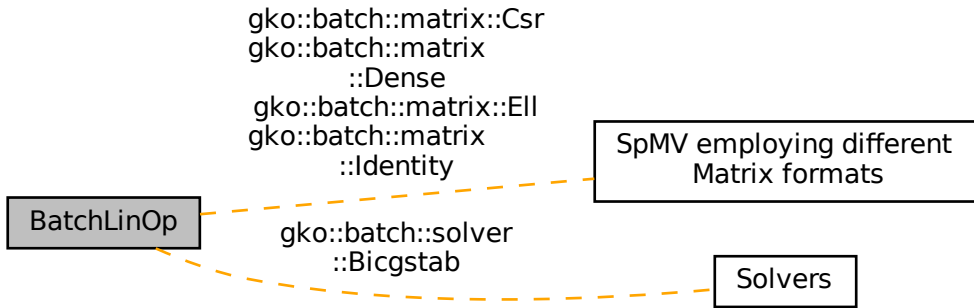 gko::batch::matrix::Csr
gko::batch::matrix
::Dense
gko::batch::matrix::Ell
gko::batch::matrix
::Identity
SpMV employing different
Matrix formats
BatchLinOp
gko::batch::solver
::Bicgstab
Solvers